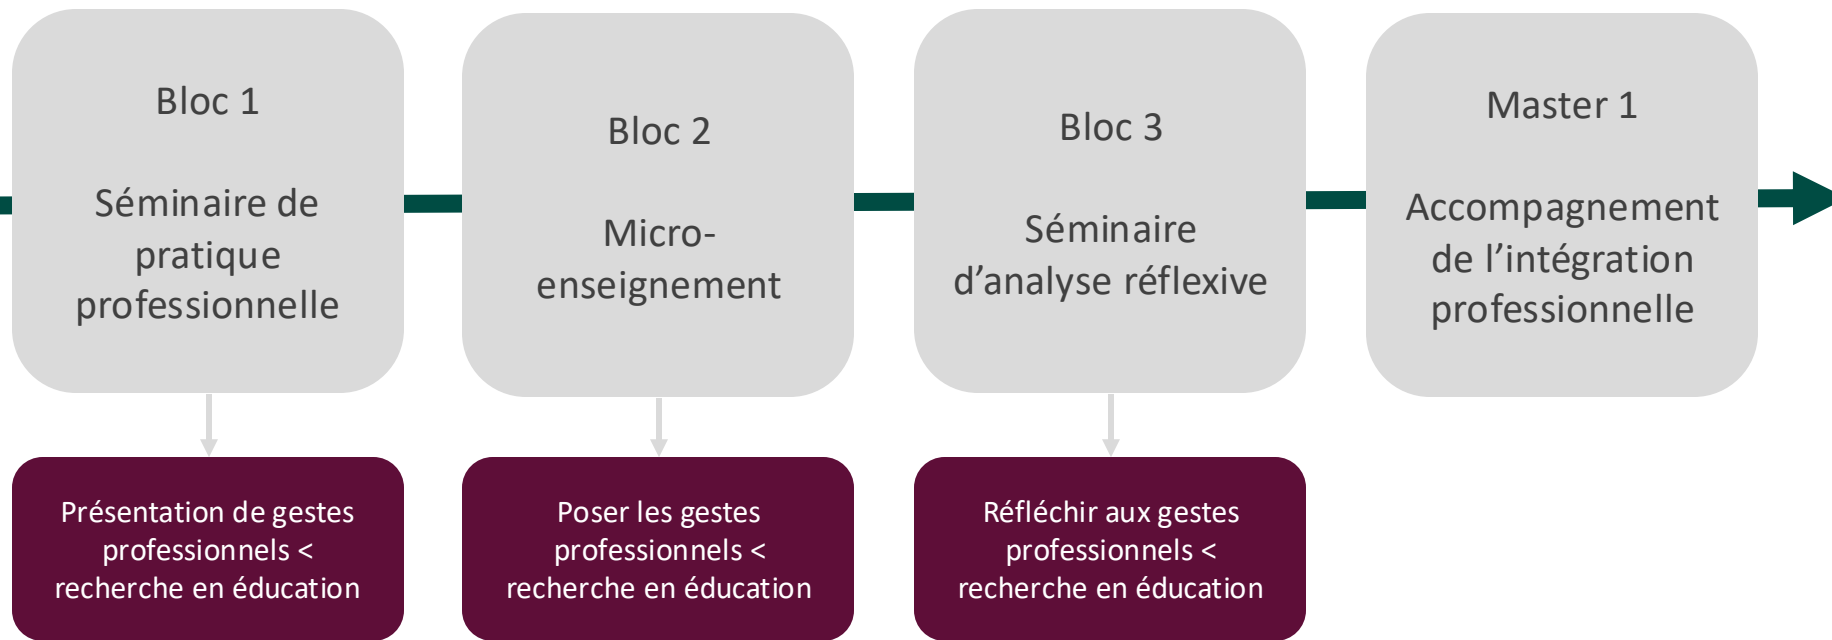 Bloc 1
Séminaire de
pratique
professionnelle
Bloc 2
Micro-
enseignement
Bloc 3
Séminaire
d’analyse réflexive
Master 1
Accompagnement
de l’intégration
professionnelle
Présentation de gestes
professionnels <
recherche en éducation
Poser les gestes
professionnels <
recherche en éducation
Réfléchir aux gestes
professionnels <
recherche en éducation